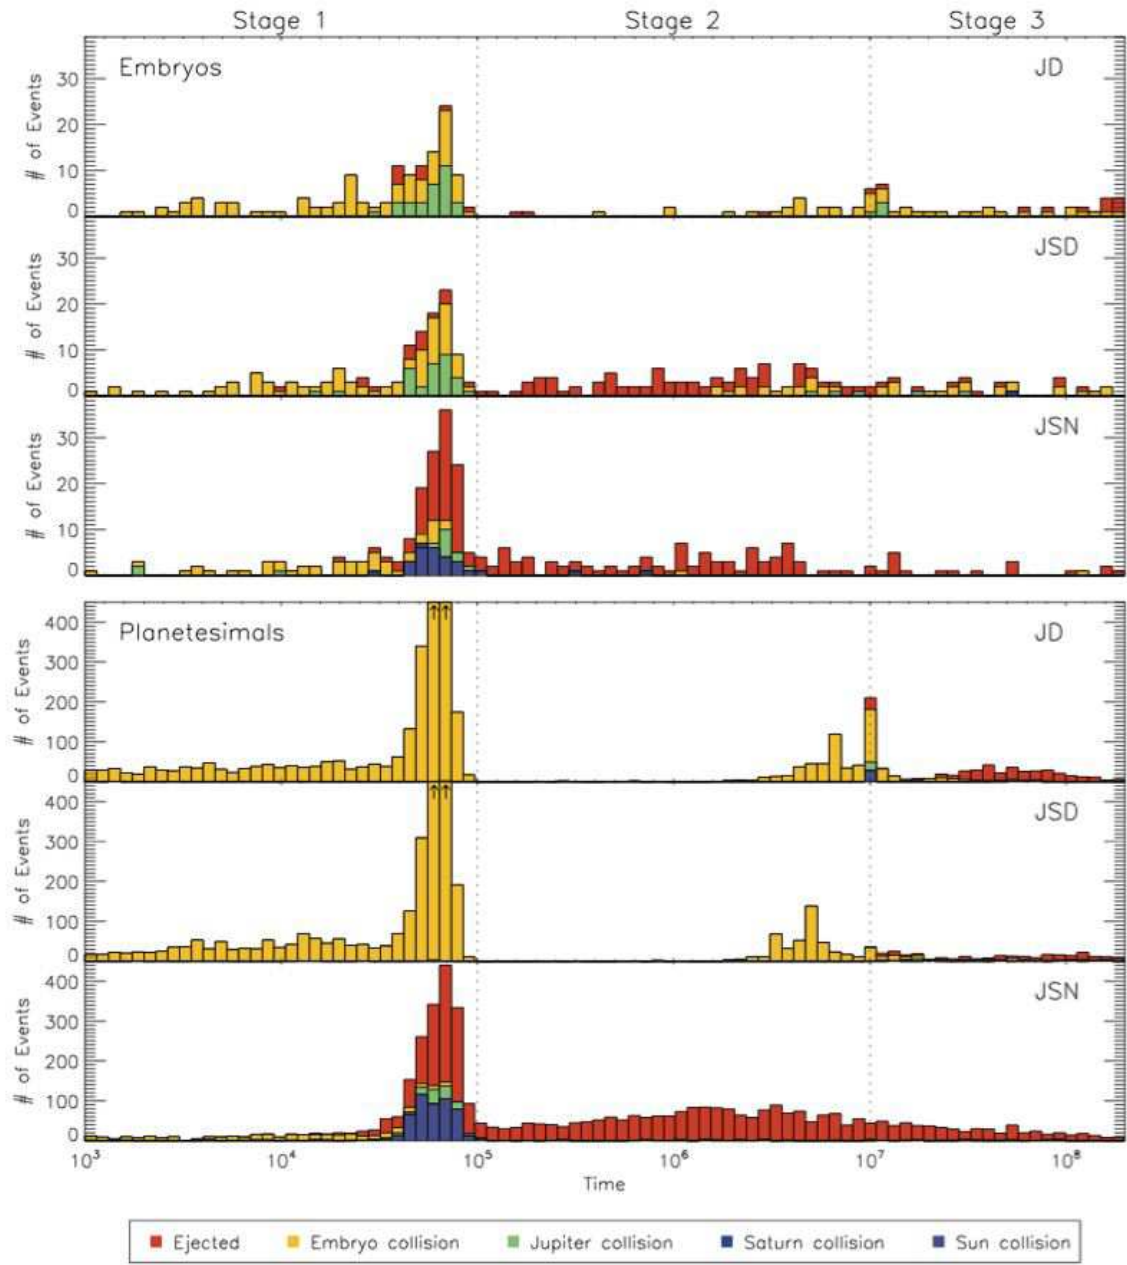 Stage 1 Stage 2 Stage 3
Embryos JD
# of Events
30
20
10
0
JSD
# of Events
30
20
10
0
JSN
# of Events
30
20
10
0
Planetesimals JD
# of Events
400
300
200
100
0
JSD
# of Events
400
300
200
100
0
JSN
# of Events
400
300
200
100
0
10³ 10⁴ 10⁵ 10⁶ 10⁷ 10⁸
Time
Ejected Embryo collision Jupiter collision Saturn collision Sun collision